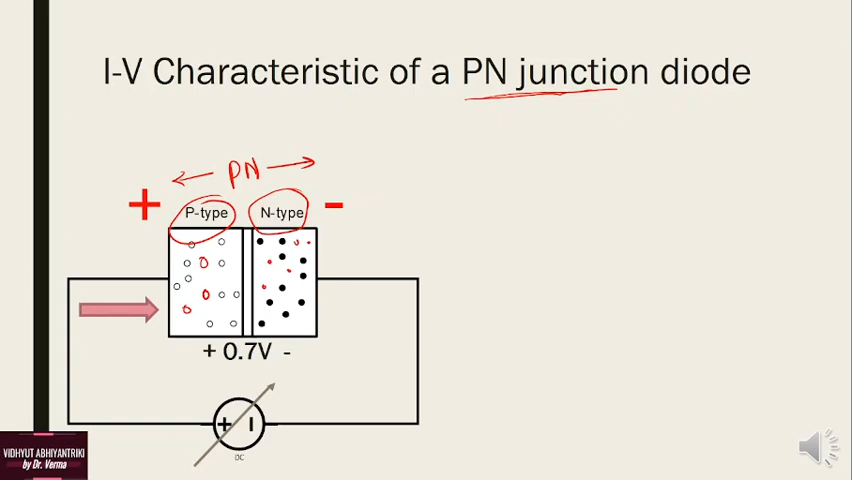 I-V Characteristic of a PN junction diode
PN
+
P-type
N-type
-
+ 0.7V -
+
DC
VIDHYUT ABHIYANTRIKI
by Dr. Verma